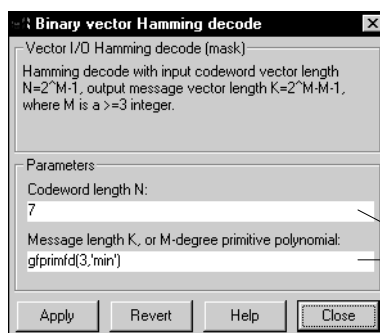 Binary vector Hamming decode
Vector I/O Hamming decode (mask)
Hamming decode with input codeword vector length
N=2^M-1, output message vector length K=2^M-M-1,
where M is a >=3 integer.
Parameters
Codeword length N:
7
Message length K, or M-degree primitive polynomial:
gfprimfd(3,'min')
Apply Revert Help Close